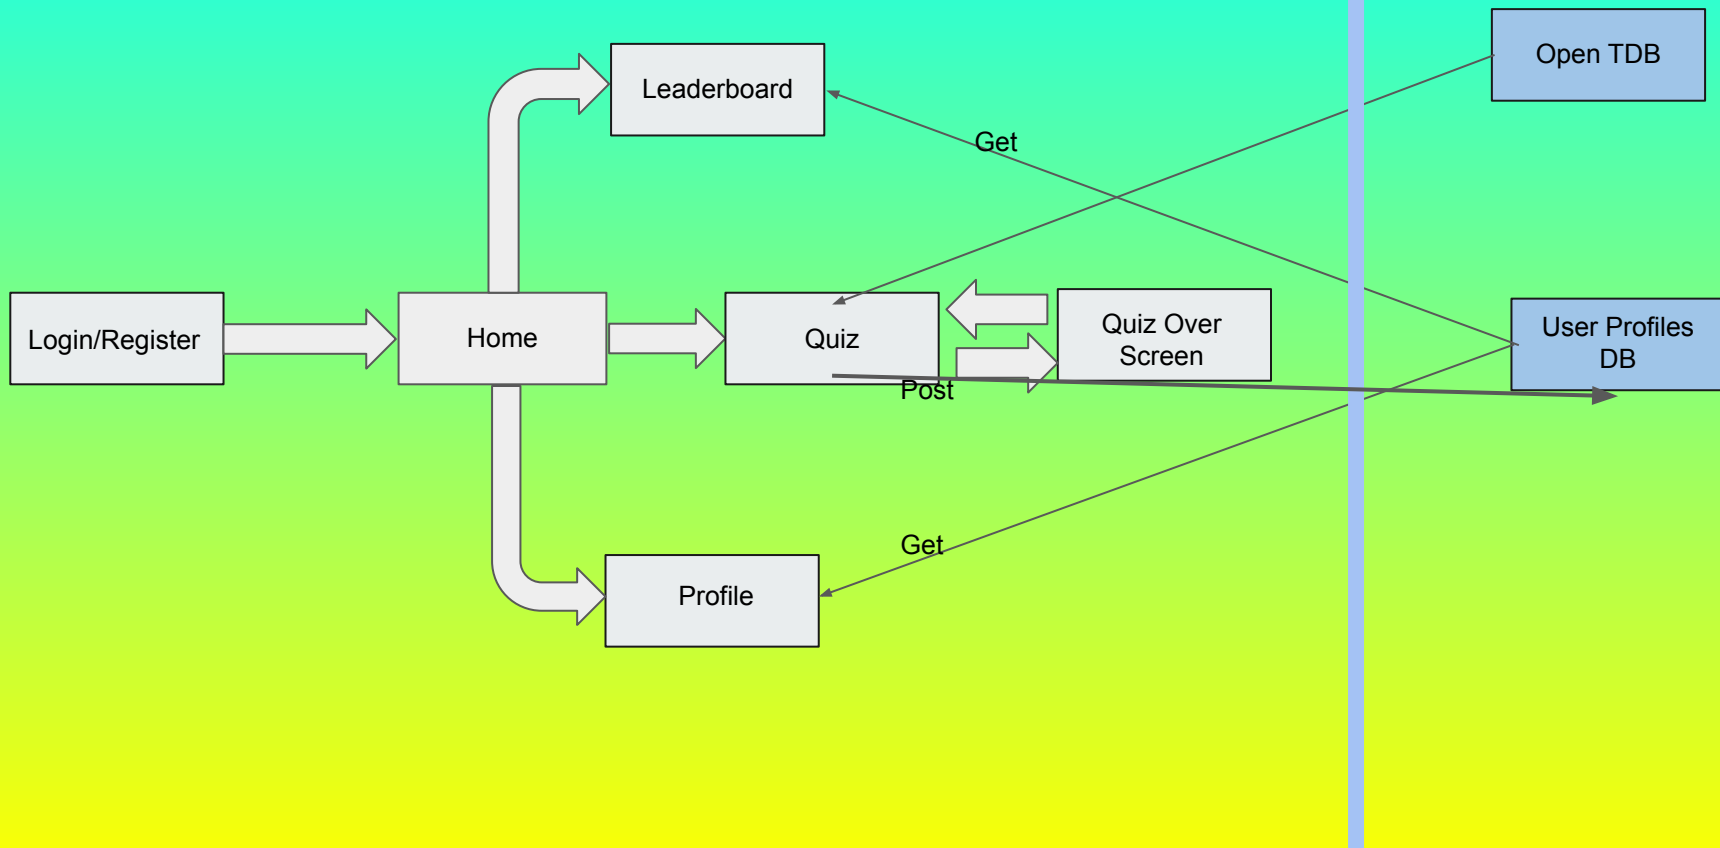 Open TDB
Leaderboard
Get
Login/Register
Home
Quiz
Quiz Over
Screen
User Profiles
DB
Post
Get
Profile